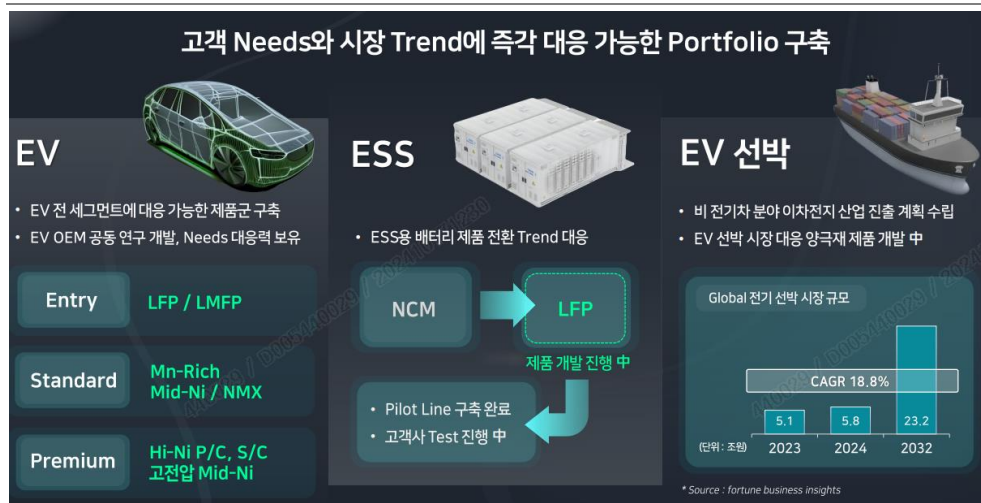 고객 Needs와 시장 Trend에 즉각 대응 가능한 Portfolio 구축
EV
• EV 전 세그먼트에 대응 가능한 제품군 구축
• EV OEM 공동 연구 개발, Needs 대응력 보유
Entry
LFP / LMFP
Standard
Mn-Rich
Mid-Ni / NMX
Premium
Hi-Ni P/C, S/C
고전압 Mid-Ni
ESS
• ESS용 배터리 제품 전환 Trend 대응
NCM
LFP
제품 개발 진행 中
• Pilot Line 구축 완료
• 고객사 Test 진행 中
EV 선박
• 비 전기차 분야 이차전지 산업 진출 계획 수립
• EV 선박 시장 대응 양극재 제품 개발 中
Global 전기 선박 시장 규모
CAGR 18.8%
5.1
5.8
23.2
(단위 : 조원)
2023
2024
2032
* Source : fortune business insights